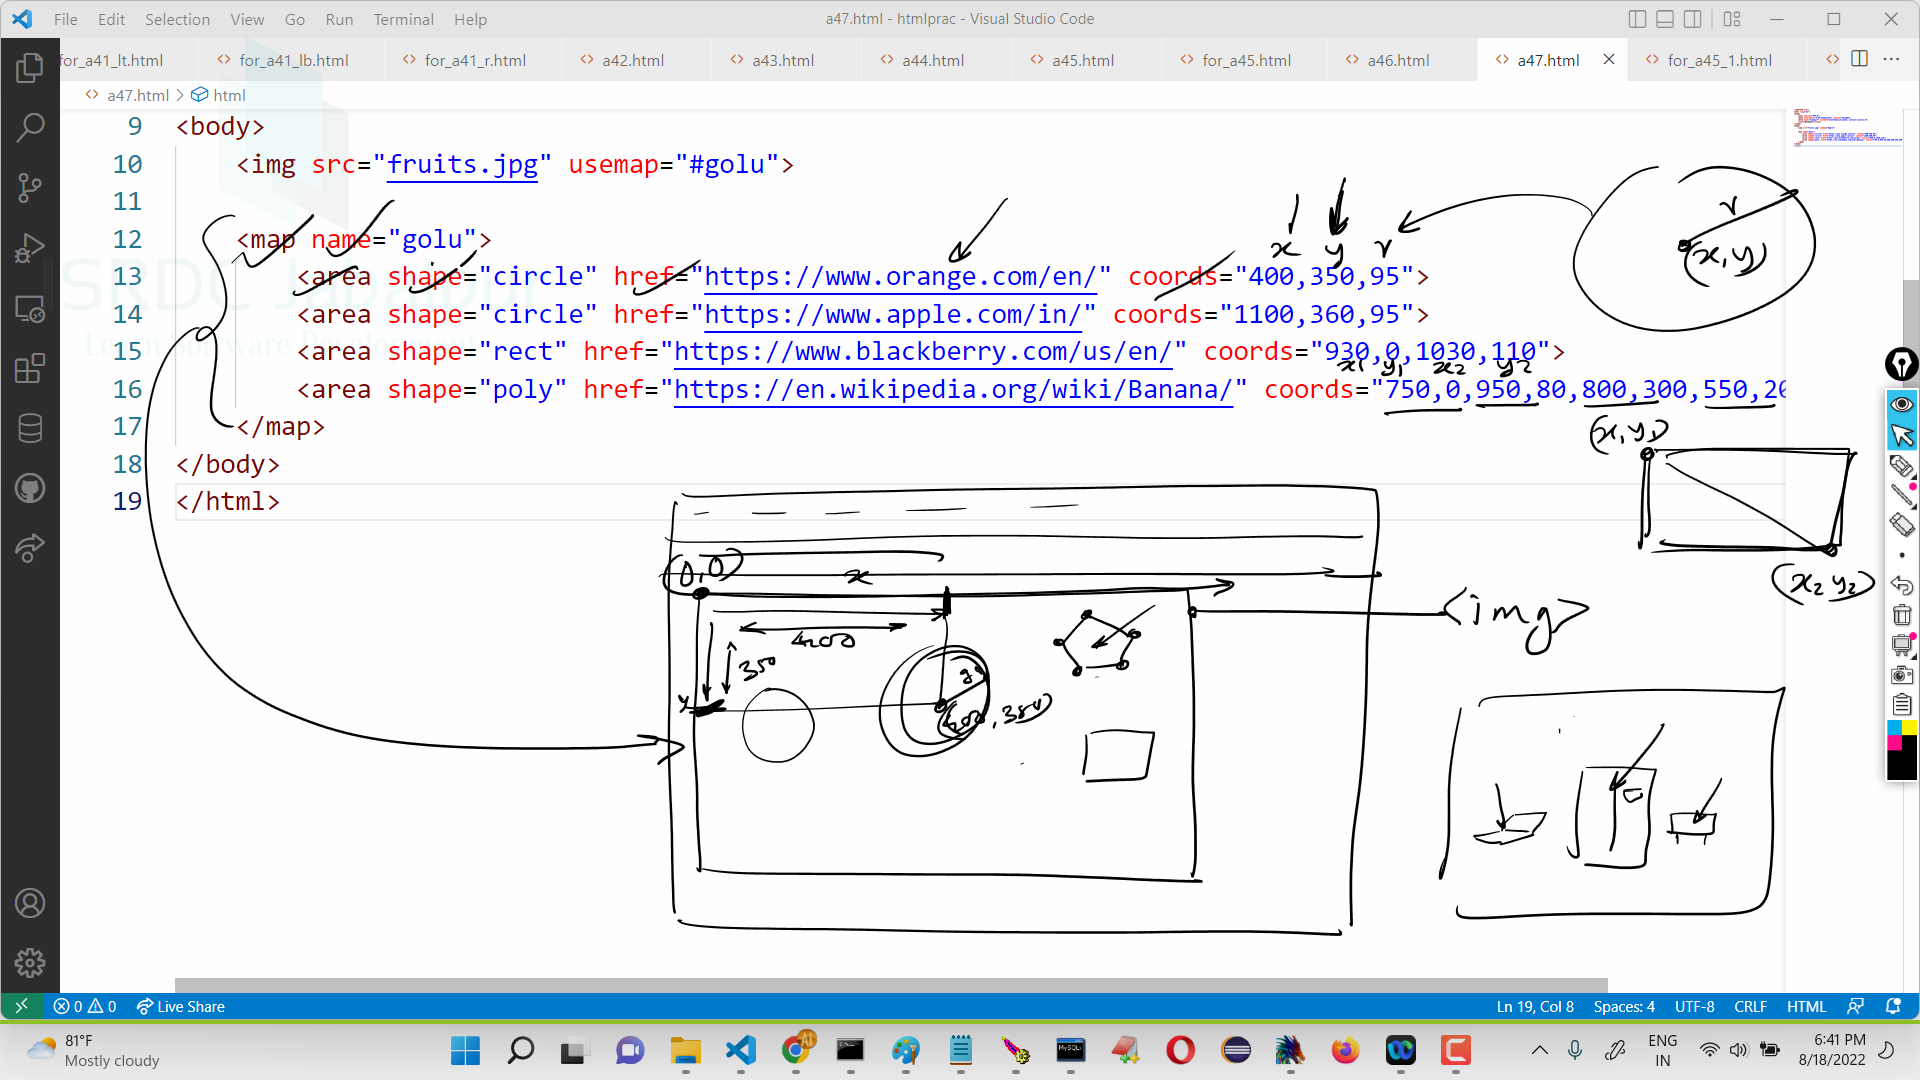 File Edit Selection View Go Run Terminal Help
a47.html - htmlprac - Visual Studio Code
for_a41_lt.html for_a41_lb.html for_a41_r.html a42.html a43.html a44.html a45.html for_a45.html a46.html a47.html for_a45_1.html
a47.html > html
9 <body>
10 <img src="fruits.jpg" usemap="#golu">
11
12 <map name="golu">
13 <area shape="circle" href="https://www.orange.com/en/" coords="400,350,95">
14 <area shape="circle" href="https://www.apple.com/in/" coords="1100,360,95">
15 <area shape="rect" href="https://www.blackberry.com/us/en/" coords="930,0,1030,110">
16 <area shape="poly" href="https://en.wikipedia.org/wiki/Banana/" coords="750,0,950,80,800,300,550,20
17 </map>
18 </body>
19 </html>
x y r
r
(x,y)
x1 y1 x2 y2
(x,y1)
(x2 y2)
(0,0)
x
400
350
y
(400,350)
<img>
0 0 Live Share
Ln 19, Col 8 Spaces: 4 UTF-8 CRLF HTML
81°F
Mostly cloudy
ENG
IN
6:41 PM
8/18/2022